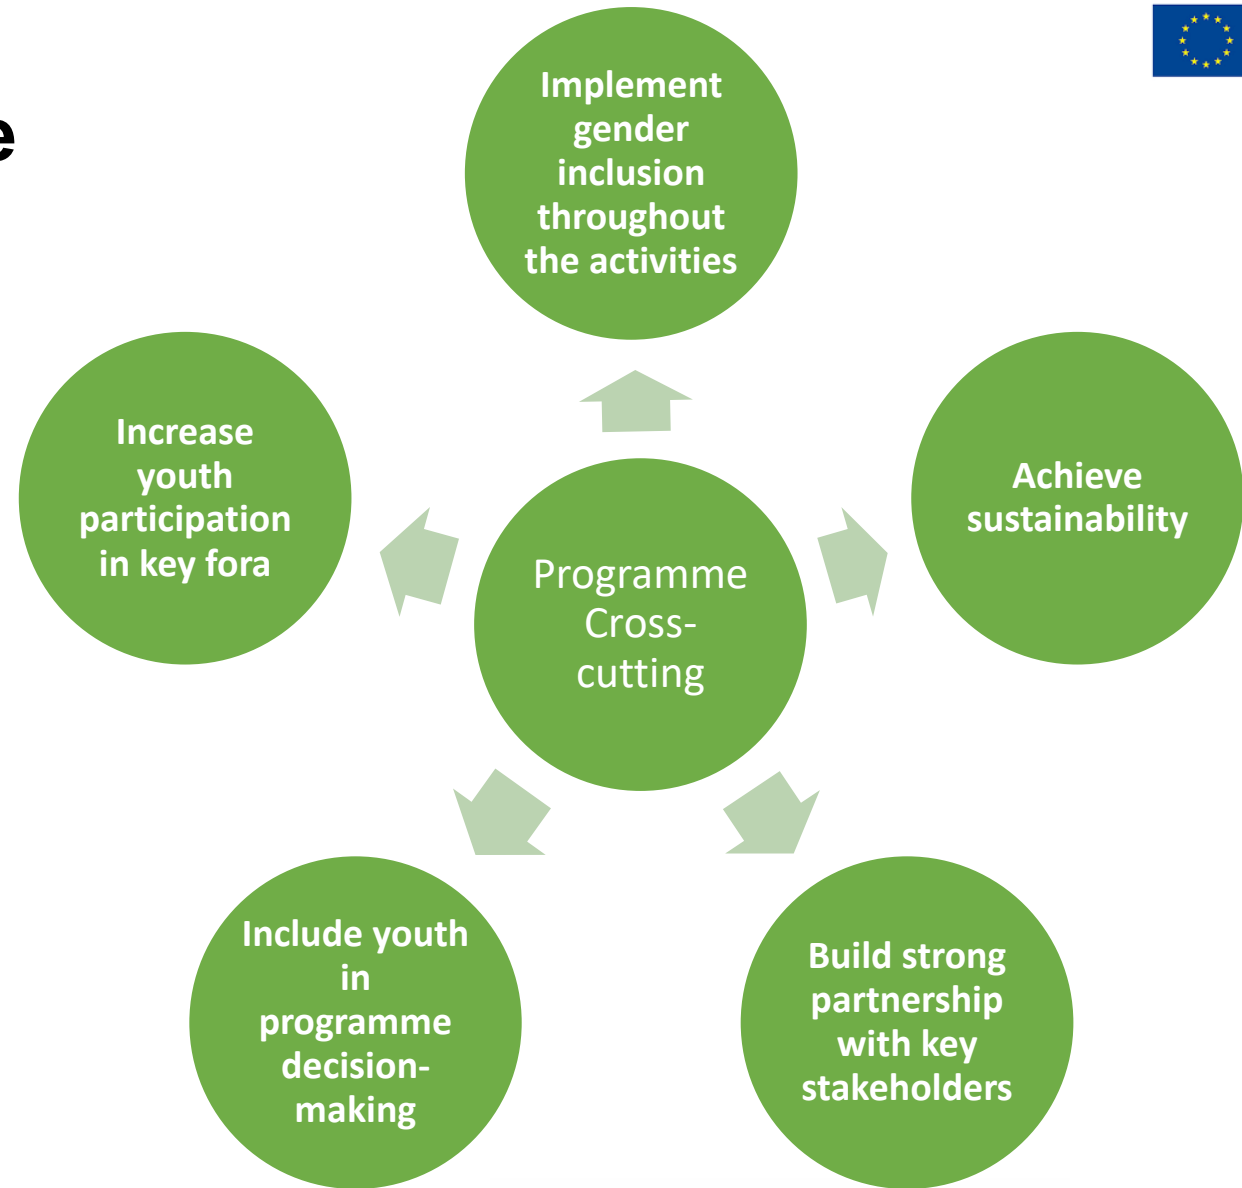 e
Implement
gender
inclusion
throughout
the activities
Increase
youth
participation
in key fora
Achieve
sustainability
Programme
Cross-
cutting
Include youth
in
programme
decision-
making
Build strong
partnership
with key
stakeholders